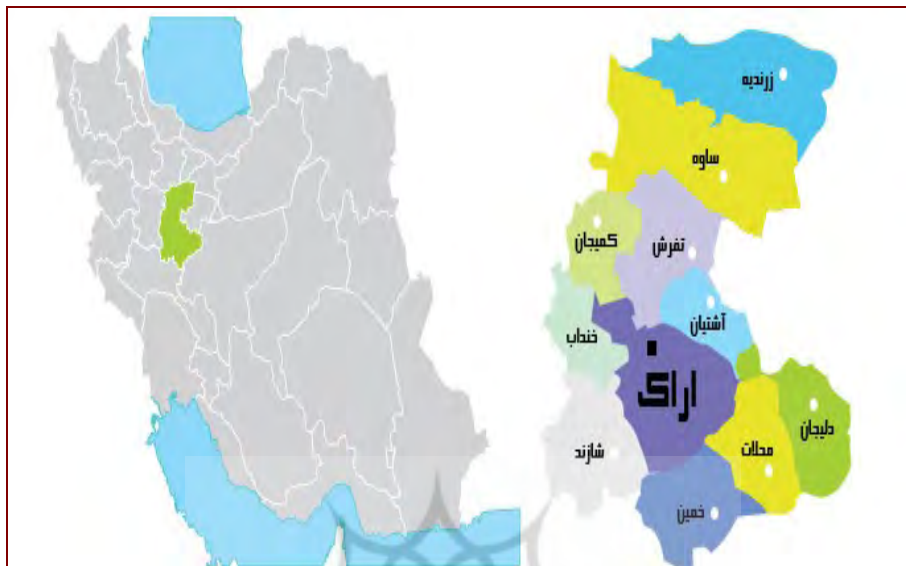 زرندیه
ساوه
کمیجان
تفرش
آشتیان
خنداب
اراک
دلیجان
محلات
شازند
خمین